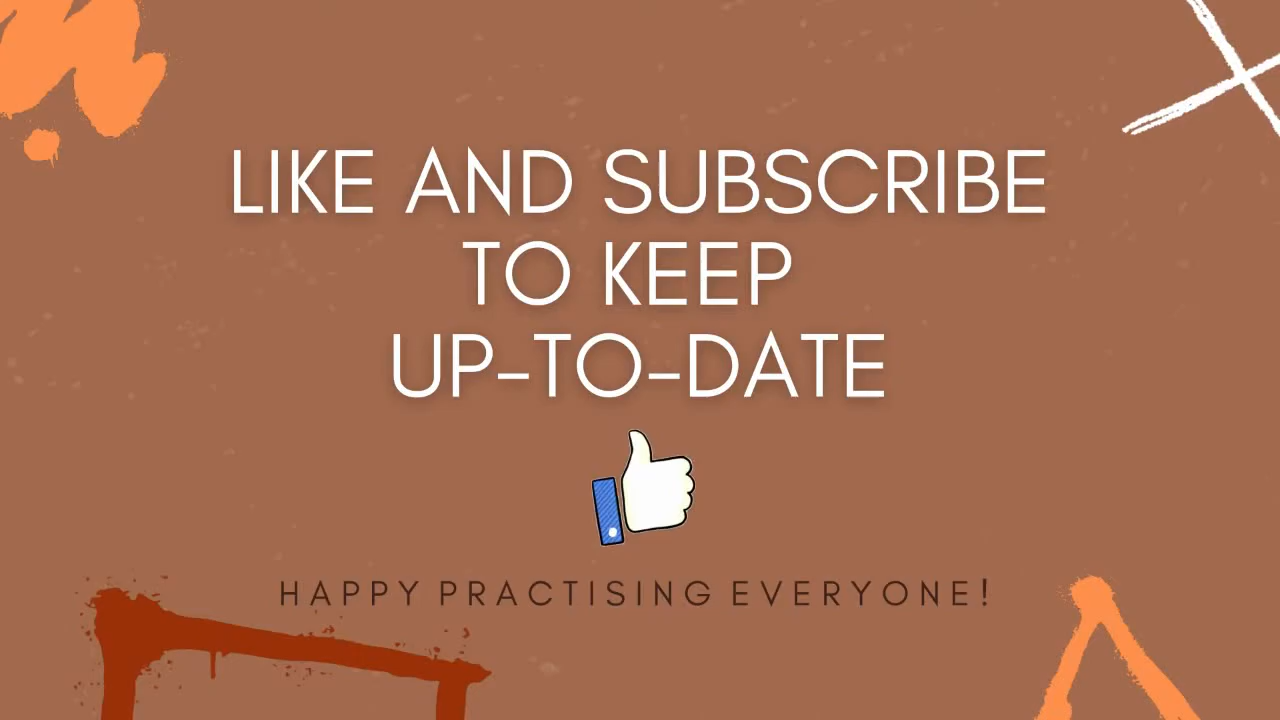 LIKE AND SUBSCRIBE
TO KEEP
UP-TO-DATE
HAPPY PRACTISING EVERYONE!